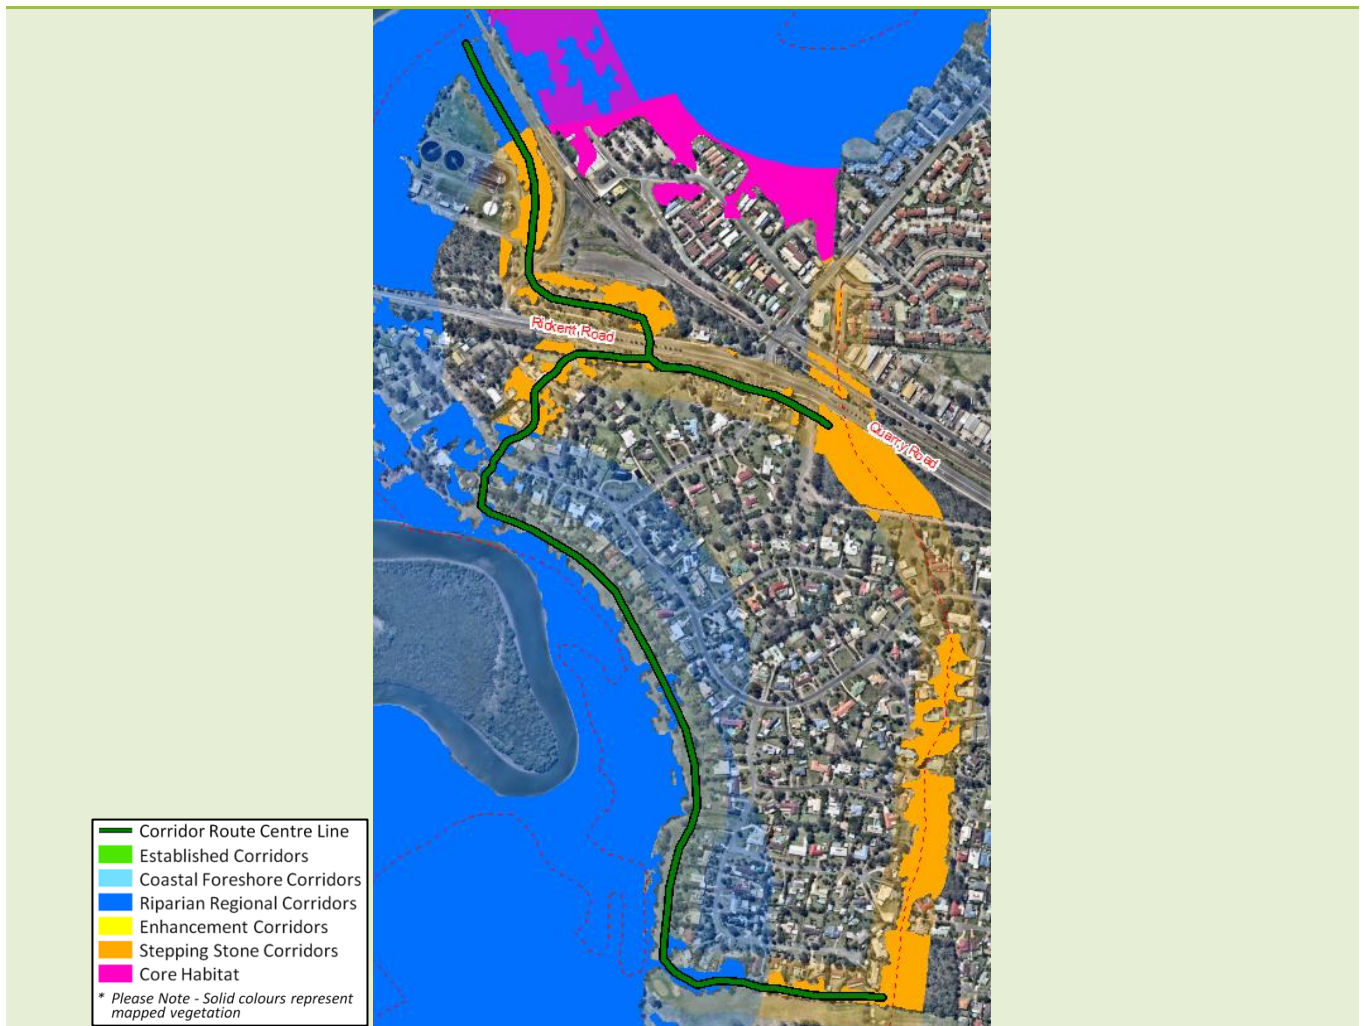 Rickertt Road
Quarry Road
Corridor Route Centre Line
Established Corridors
Coastal Foreshore Corridors
Riparian Regional Corridors
Enhancement Corridors
Stepping Stone Corridors
Core Habitat
* Please Note - Solid colours represent
mapped vegetation